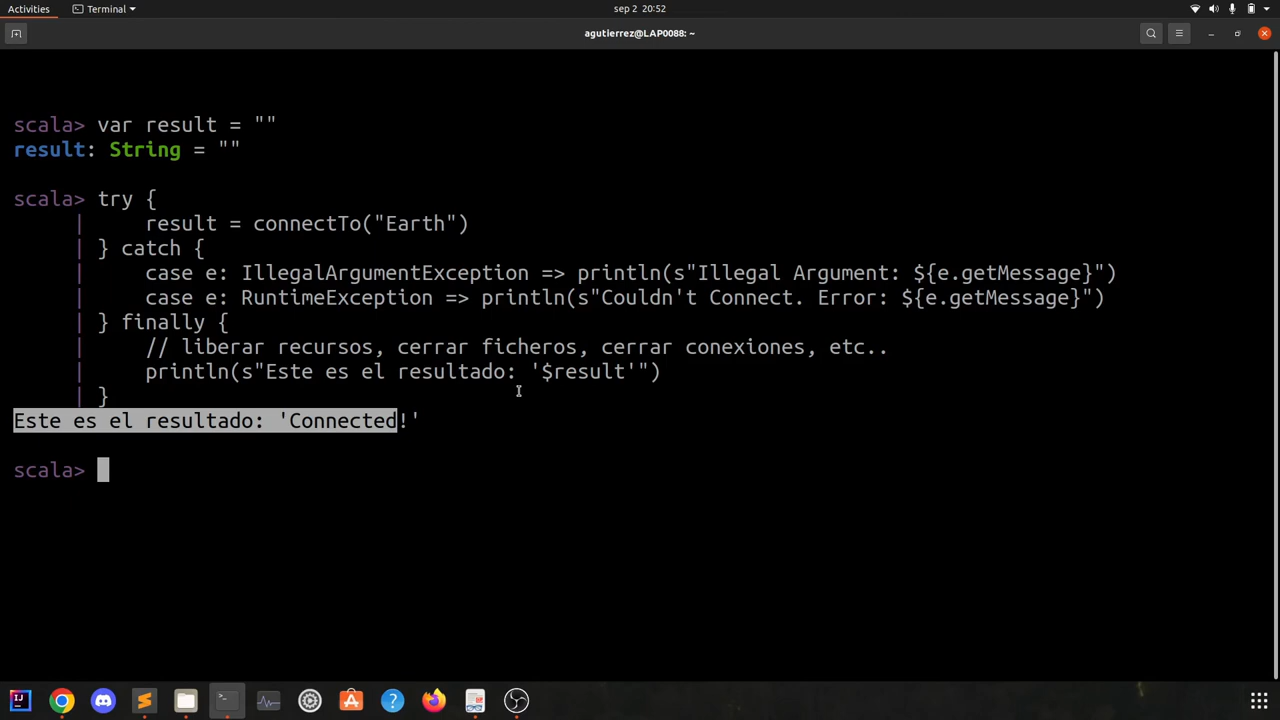 Activities Terminal sep 2 20:52
agutierrez@LAP0088: ~
scala> var result = ""
result: String = ""
scala> try {
| result = connectTo("Earth")
| } catch {
| case e: IllegalArgumentException => println(s"Illegal Argument: ${e.getMessage}")
| case e: RuntimeException => println(s"Couldn't Connect. Error: ${e.getMessage}")
| } finally {
| // liberar recursos, cerrar ficheros, cerrar conexiones, etc..
| println(s"Este es el resultado: '$result'")
| }
Este es el resultado: 'Connected!'
scala>